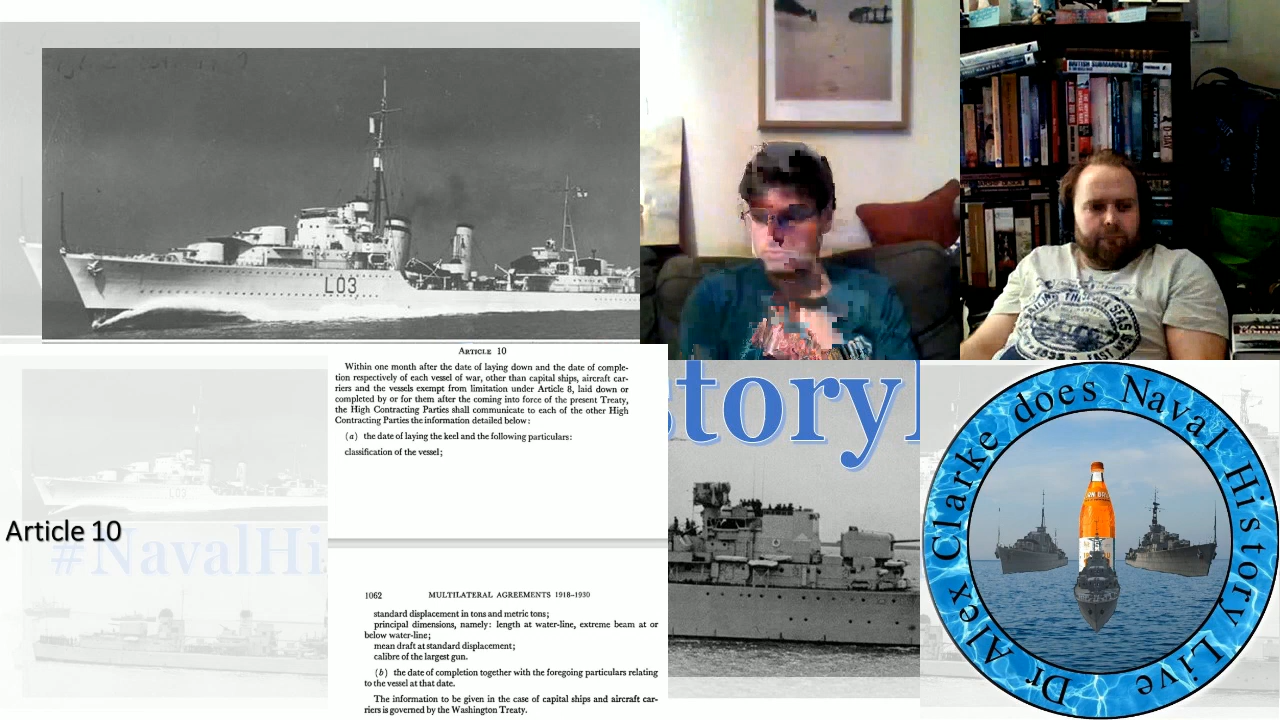 L03
BRITISH SUBMARINES
ARTICLE 10
Within one month after the date of laying down and the date of comple-
tion respectively of each vessel of war, other than capital ships, aircraft car-
riers and the vessels exempt from limitation under Article 8, laid down or
completed by or for them after the coming into force of the present Treaty,
the High Contracting Parties shall communicate to each of the other High
Contracting Parties the information detailed below:
(a) the date of laying the keel and the following particulars:
classification of the vessel;
Article 10
#NavalHi
1062 MULTILATERAL AGREEMENTS 1918-1930
standard displacement in tons and metric tons;
principal dimensions, namely: length at water-line, extreme beam at or
below water-line;
mean draft at standard displacement;
calibre of the largest gun.
(b) the date of completion together with the foregoing particulars relating
to the vessel at that date.
The information to be given in the case of capital ships and aircraft car-
riers is governed by the Washington Treaty.
story
Dr Alex Clarke does Naval History Live